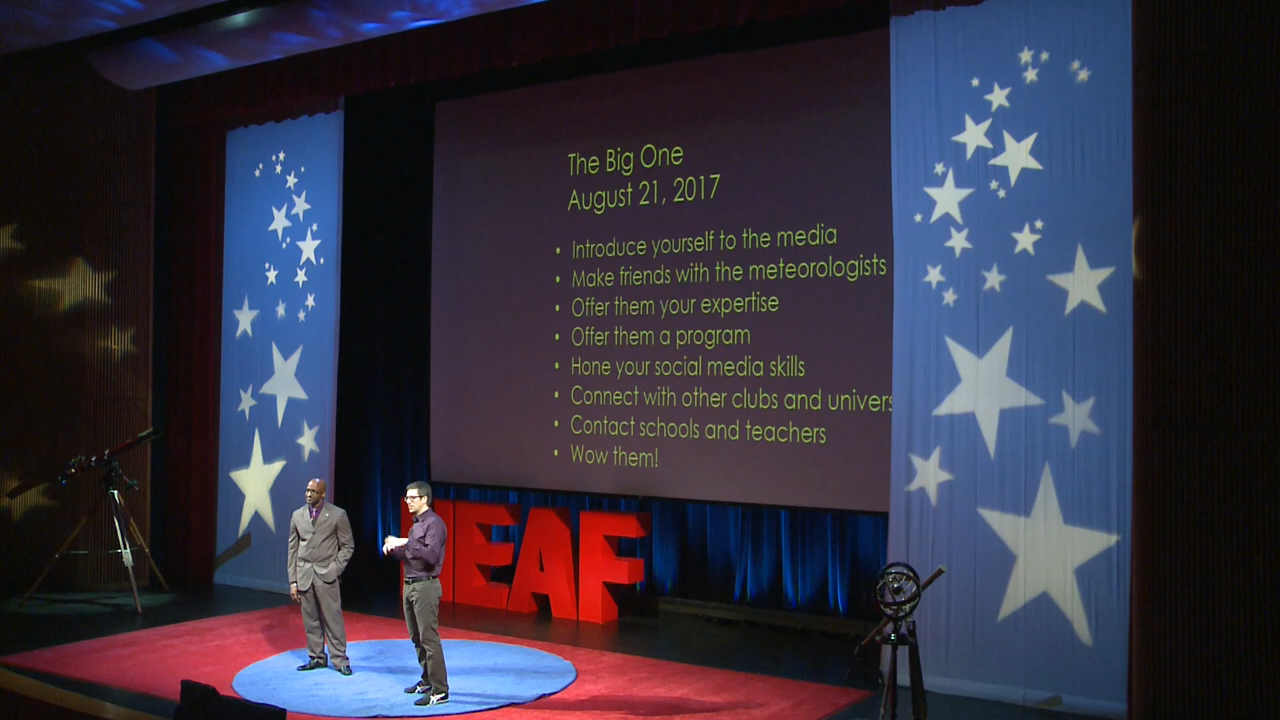 The Big One
August 21, 2017
• Introduce yourself to the media
• Make friends with the meteorologists
• Offer them your expertise
• Offer them a program
• Hone your social media skills
• Connect with other clubs and univers
• Contact schools and teachers
• Wow them!
NEAF